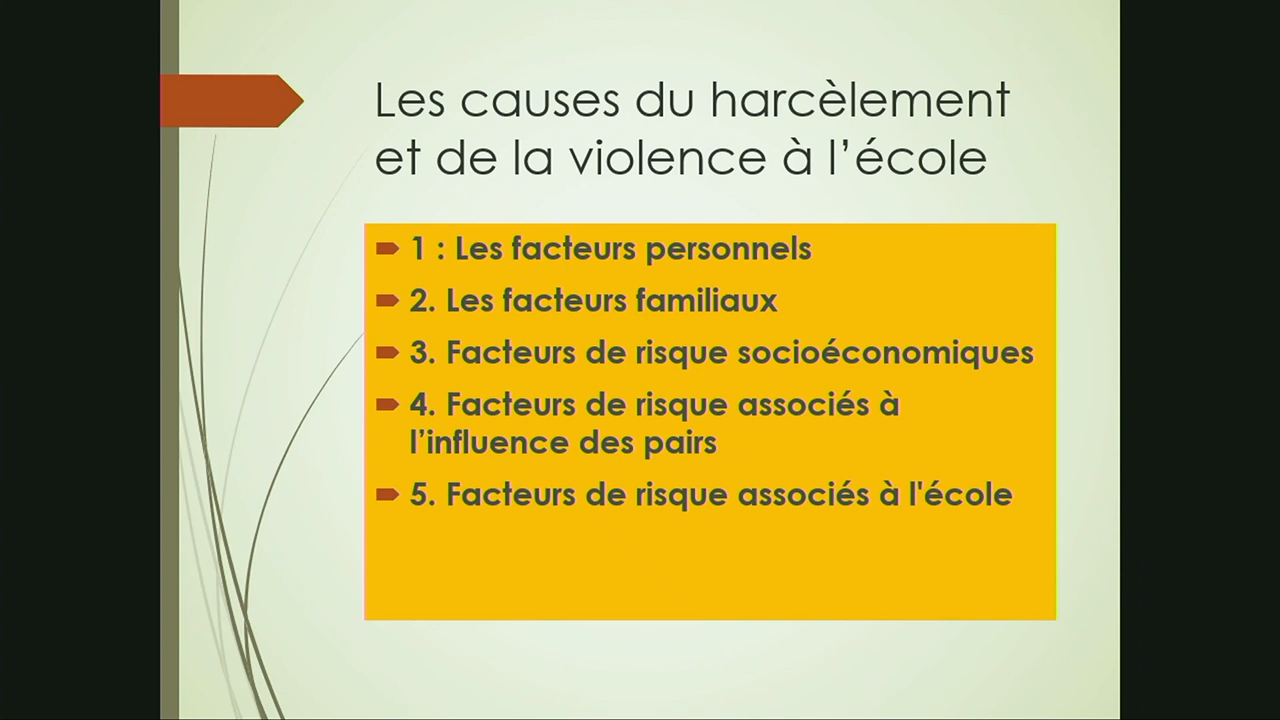 Les causes du harcèlement
et de la violence à l’école
1 : Les facteurs personnels
2. Les facteurs familiaux
3. Facteurs de risque socioéconomiques
4. Facteurs de risque associés à
l’influence des pairs
5. Facteurs de risque associés à l'école